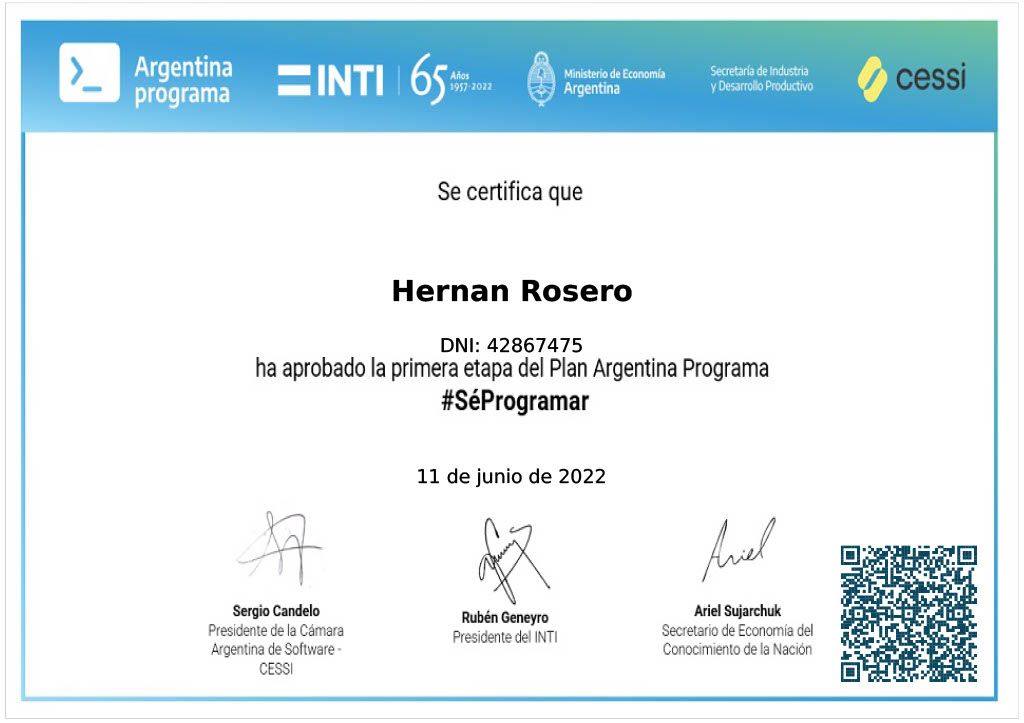 Argentina
programa
INTI
65 Años
1957-2022
Ministerio de Economía
Argentina
Secretaría de Industria
y Desarrollo Productivo
cessi
Se certifica que
Hernan Rosero
DNI: 42867475
ha aprobado la primera etapa del Plan Argentina Programa
#SéProgramar
11 de junio de 2022
Ariel
Sergio Candelo
Presidente de la Cámara
Argentina de Software -
CESSI
Rubén Geneyro
Presidente del INTI
Ariel Sujarchuk
Secretario de Economía del
Conocimiento de la Nación